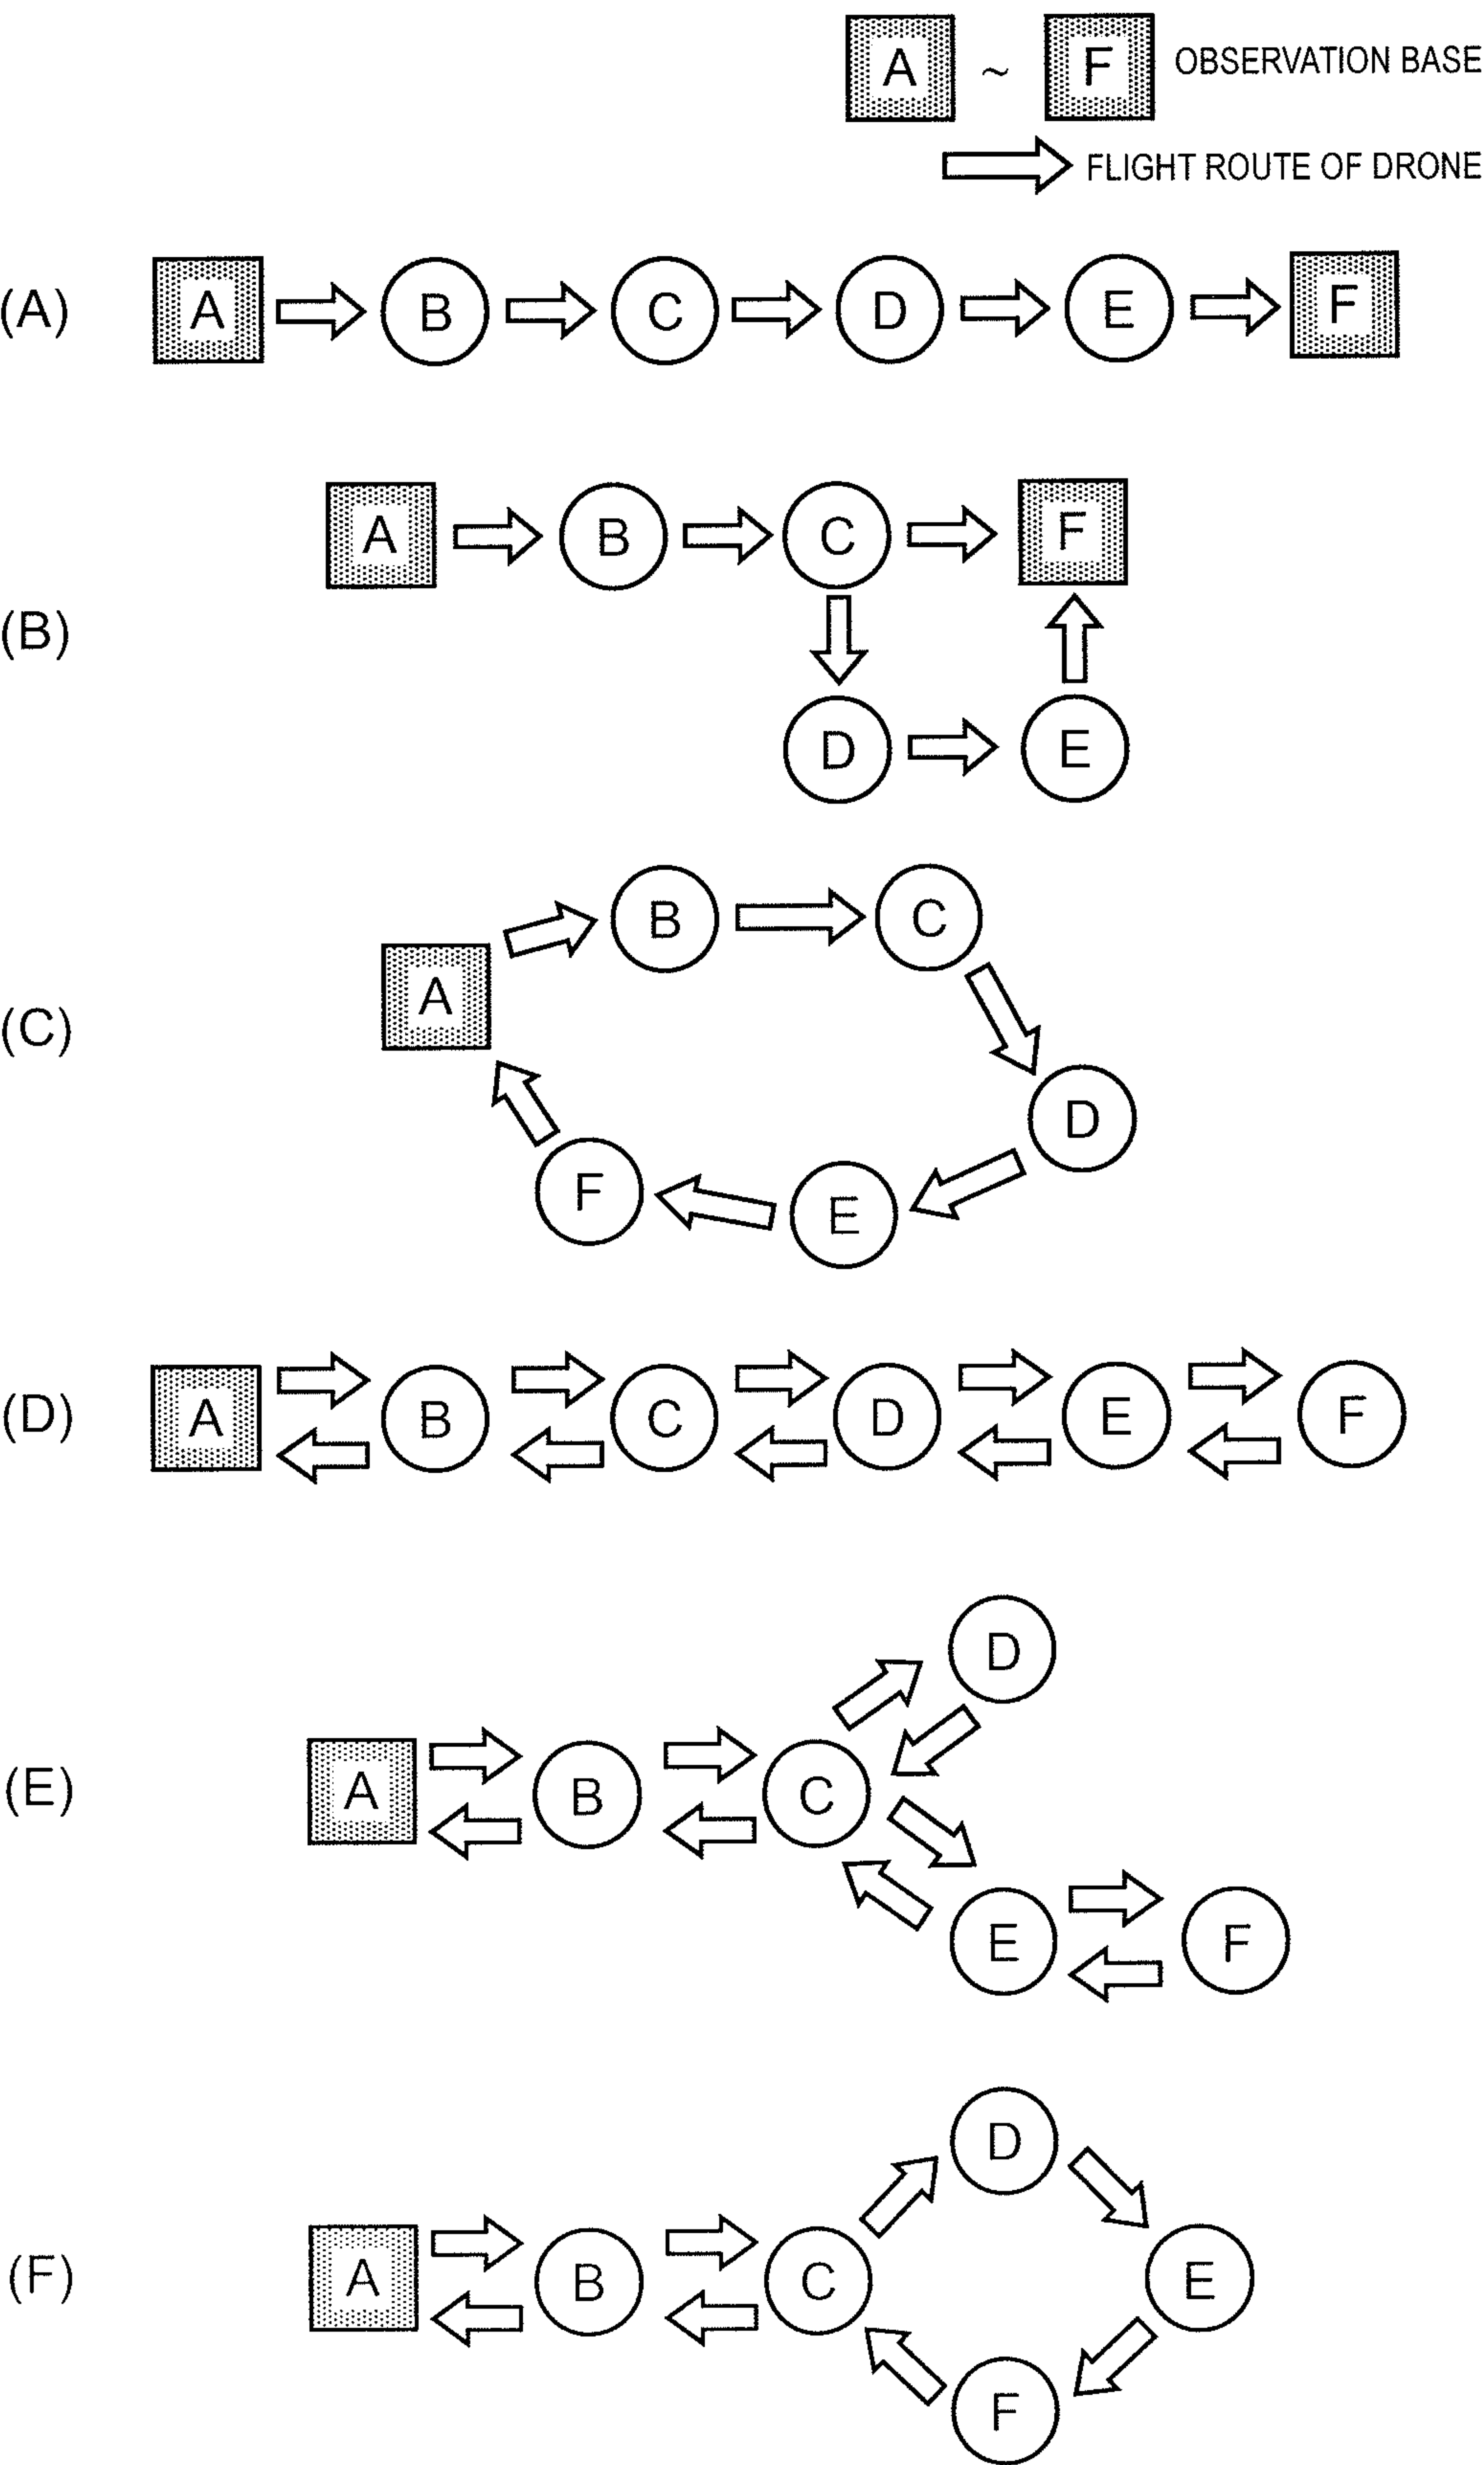 A ~ F OBSERVATION BASE
FLIGHT ROUTE OF DRONE
(A) A B C D E F
A B C F
(B)
D E
B C
A
(C)
D
F E
(D) A B C D E F
D
(E) A B C
E F
D
(F) A B C E
F